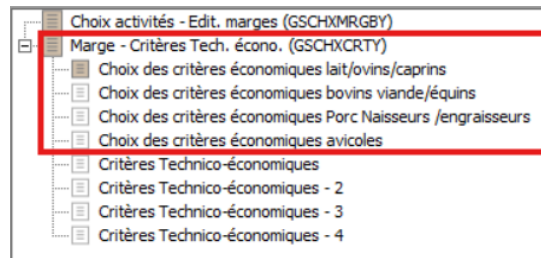 Choix activités - Edit. marges (GSCHXMRGBY)
Marge - Critères Tech. écono. (GSCHXCRTY)
Choix des critères économiques lait/ovins/caprins
Choix des critères économiques bovins viande/équins
Choix des critères économiques Porc Naisseurs /engraisseurs
Choix des critères économiques avicoles
Critères Technico-économiques
Critères Technico-économiques - 2
Critères Technico-économiques - 3
Critères Technico-économiques - 4